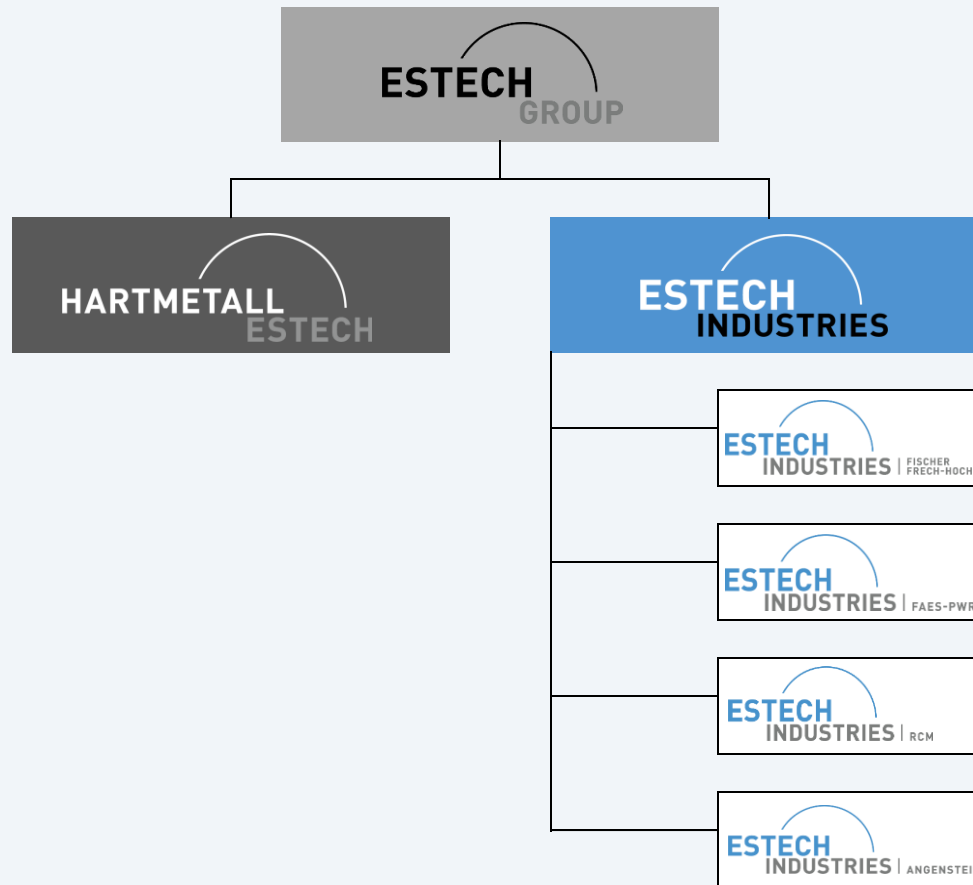 ESTECH
GROUP
HARTMETALL
ESTECH
ESTECH
INDUSTRIES
ESTECH
INDUSTRIES | FISCHER
FRECH-HOCH
ESTECH
INDUSTRIES | FAES-PWR
ESTECH
INDUSTRIES | RCM
ESTECH
INDUSTRIES | ANGENSTEI